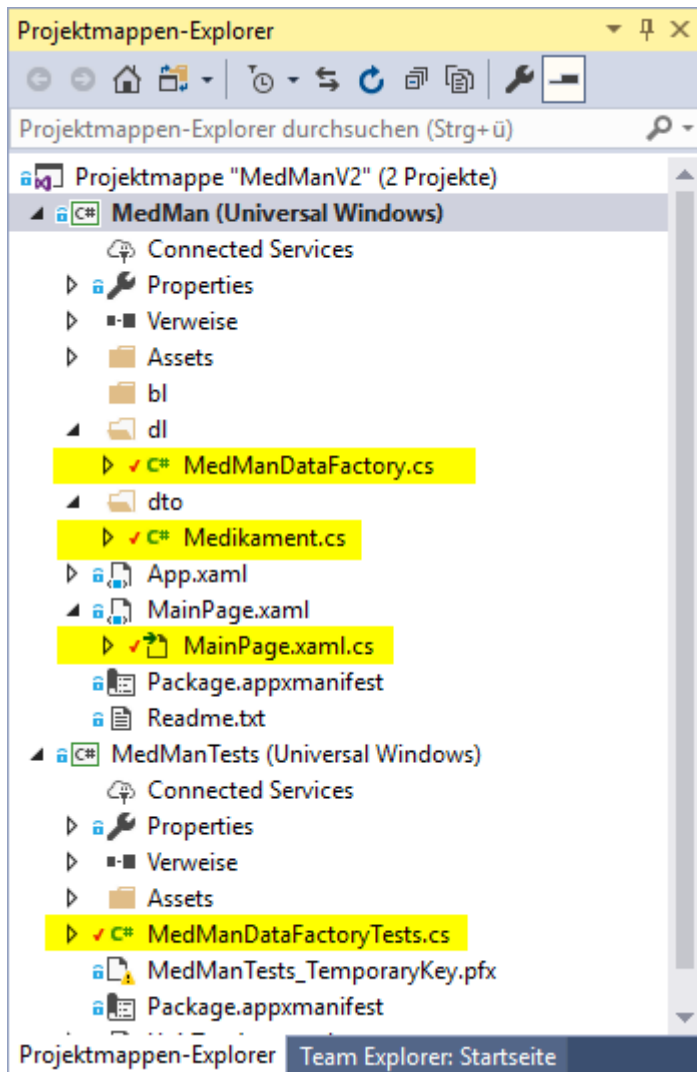 Projektmappen-Explorer
Projektmappen-Explorer durchsuchen (Strg+ü)
Projektmappe "MedManV2" (2 Projekte)
C# MedMan (Universal Windows)
Connected Services
Properties
Verweise
Assets
bl
dl
C# MedManDataFactory.cs
dto
C# Medikament.cs
App.xaml
MainPage.xaml
MainPage.xaml.cs
Package.appxmanifest
Readme.txt
C# MedManTests (Universal Windows)
Connected Services
Properties
Verweise
Assets
C# MedManDataFactoryTests.cs
MedManTests_TemporaryKey.pfx
Package.appxmanifest
Projektmappen-Explorer Team Explorer: Startseite